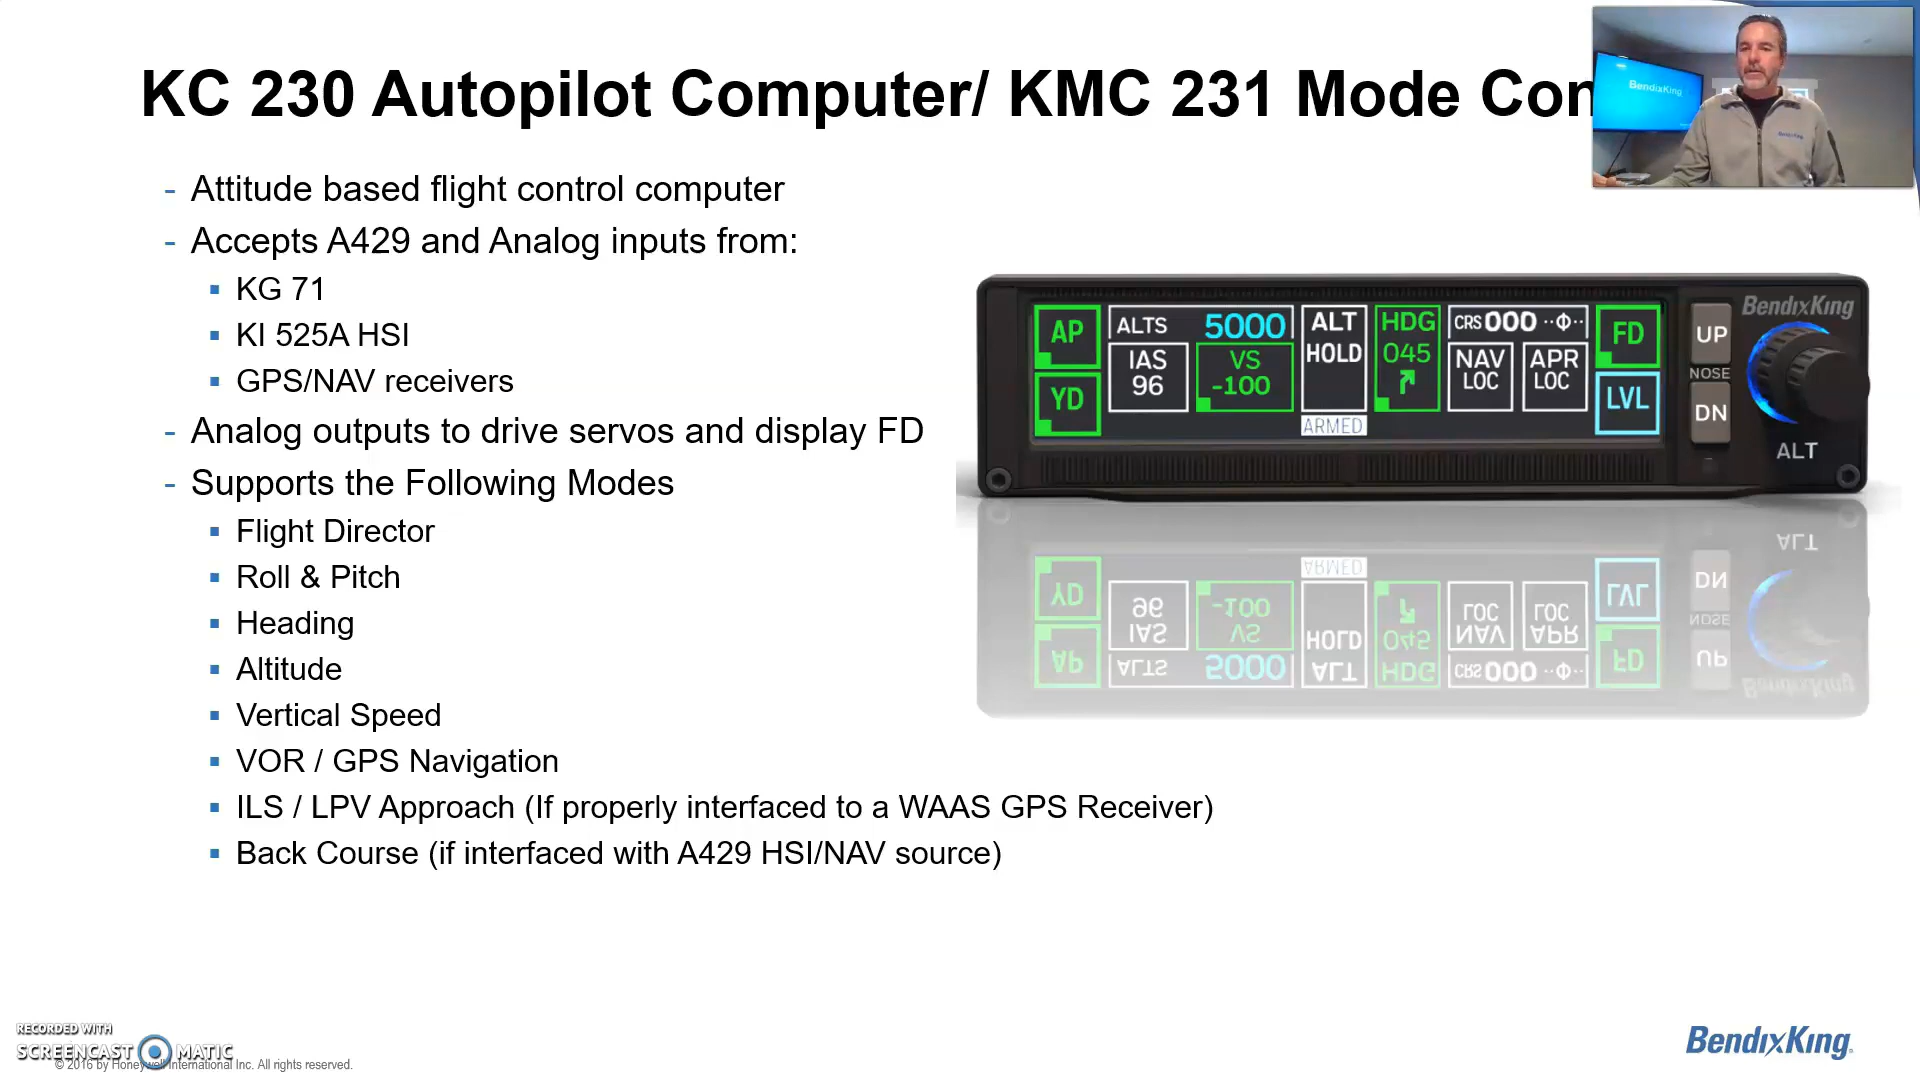 KC 230 Autopilot Computer/ KMC 231 Mode Con
BendixKing
- Attitude based flight control computer
- Accepts A429 and Analog inputs from:
▪ KG 71
▪ KI 525A HSI
▪ GPS/NAV receivers
- Analog outputs to drive servos and display FD
- Supports the Following Modes
▪ Flight Director
▪ Roll & Pitch
▪ Heading
▪ Altitude
▪ Vertical Speed
▪ VOR / GPS Navigation
▪ ILS / LPV Approach (If properly interfaced to a WAAS GPS Receiver)
▪ Back Course (if interfaced with A429 HSI/NAV source)
AP
YD
ALTS 5000
IAS
96
VS
-100
ALT
HOLD
ARMED
HDG
045
CRS 000
NAV
LOC
APR
LOC
FD
LVL
UP
NOSE
DN
BendixKing
ALT
RECORDED WITH
SCREENCAST MATIC
© 2016 by Honeywell International Inc. All rights reserved.
BendixKing